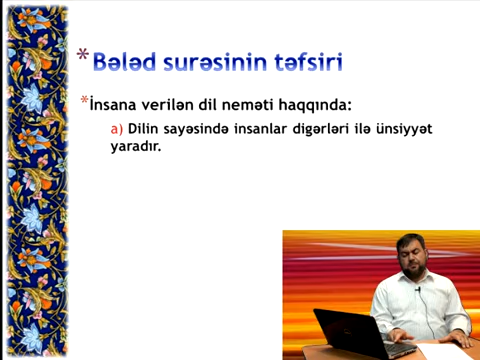 * Bələd surəsinin təfsiri
* İnsana verilən dil neməti haqqında:
a) Dilin sayəsində insanlar digərləri ilə ünsiyyət
yaradır.